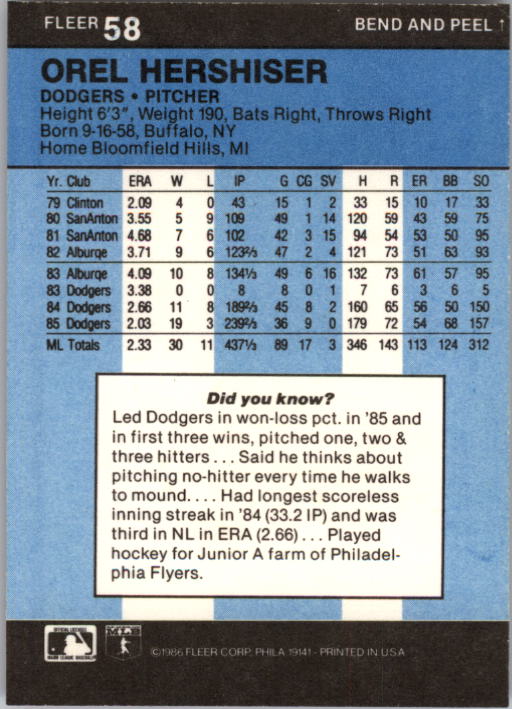 FLEER 58 BEND AND PEEL ↑
OREL HERSHISER
DODGERS • PITCHER
Height 6'3", Weight 190, Bats Right, Throws Right
Born 9-16-58, Buffalo, NY
Home Bloomfield Hills, MI
Yr. Club ERA W L IP G CG SV H R ER BB SO
79 Clinton 2.09 4 0 43 15 1 2 33 15 10 17 33
80 SanAnton 3.55 5 9 109 49 1 14 120 59 43 59 75
81 SanAnton 4.68 7 6 102 42 3 15 94 54 53 50 95
82 Alburqe 3.71 9 6 123⅔ 47 2 4 121 73 51 63 93
83 Alburqe 4.09 10 8 134⅓ 49 6 16 132 73 61 57 95
83 Dodgers 3.38 0 0 8 8 0 1 7 6 3 6 5
84 Dodgers 2.66 11 8 189⅔ 45 8 2 160 65 56 50 150
85 Dodgers 2.03 19 3 239⅔ 36 9 0 179 72 54 68 157
ML Totals 2.33 30 11 437⅓ 89 17 3 346 143 113 124 312
Did you know?
Led Dodgers in won-loss pct. in '85 and
in first three wins, pitched one, two &
three hitters . . . Said he thinks about
pitching no-hitter every time he walks
to mound. . . . Had longest scoreless
inning streak in '84 (33.2 IP) and was
third in NL in ERA (2.66) . . . Played
hockey for Junior A farm of Philadel-
phia Flyers.
OFFICIAL LICENSEE
MAJOR LEAGUE BASEBALL
©1986 FLEER CORP. PHILA 19141 - PRINTED IN U.S.A.